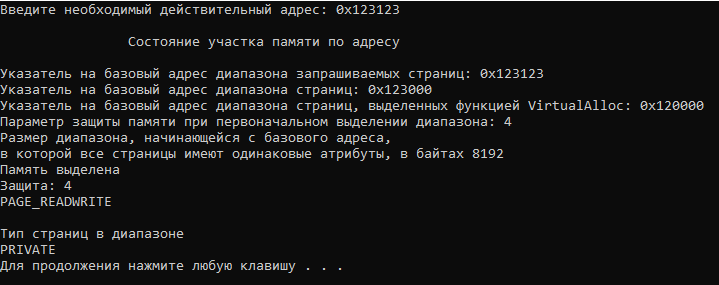 Введите необходимый действительный адрес: 0x123123
Состояние участка памяти по адресу
Указатель на базовый адрес диапазона запрашиваемых страниц: 0x123123
Указатель на базовый адрес диапазона страниц: 0x123000
Указатель на базовый адрес диапазона страниц, выделенных функцией VirtualAlloc: 0x120000
Параметр защиты памяти при первоначальном выделении диапазона: 4
Размер диапазона, начинающейся с базового адреса,
в которой все страницы имеют одинаковые атрибуты, в байтах 8192
Память выделена
Защита: 4
PAGE_READWRITE
Тип страниц в диапазоне
PRIVATE
Для продолжения нажмите любую клавишу . . .